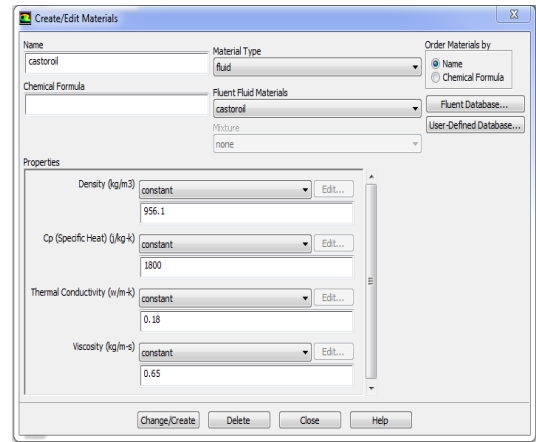 Create/Edit Materials
Name
castoroil
Chemical Formula
Material Type
fluid
Fluent Fluid Materials
castoroil
Mixture
none
Order Materials by
Name
Chemical Formula
Fluent Database...
User-Defined Database...
Properties
Density (kg/m3) constant Edit...
956.1
Cp (Specific Heat) (j/kg-k) constant Edit...
1800
Thermal Conductivity (w/m-k) constant Edit...
0.18
Viscosity (kg/m-s) constant Edit...
0.65
Change/Create Delete Close Help